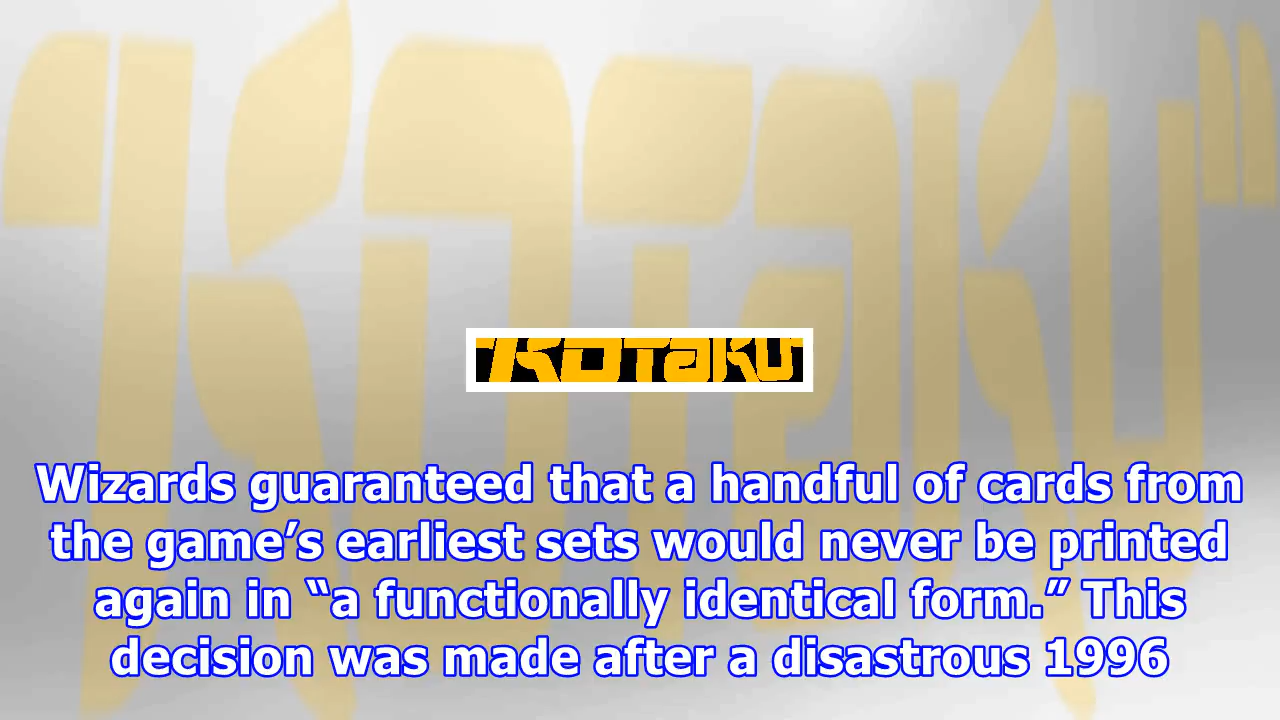 "KOTAKU"
KOTAKU
Wizards guaranteed that a handful of cards from
the game’s earliest sets would never be printed
again in “a functionally identical form.” This
decision was made after a disastrous 1996